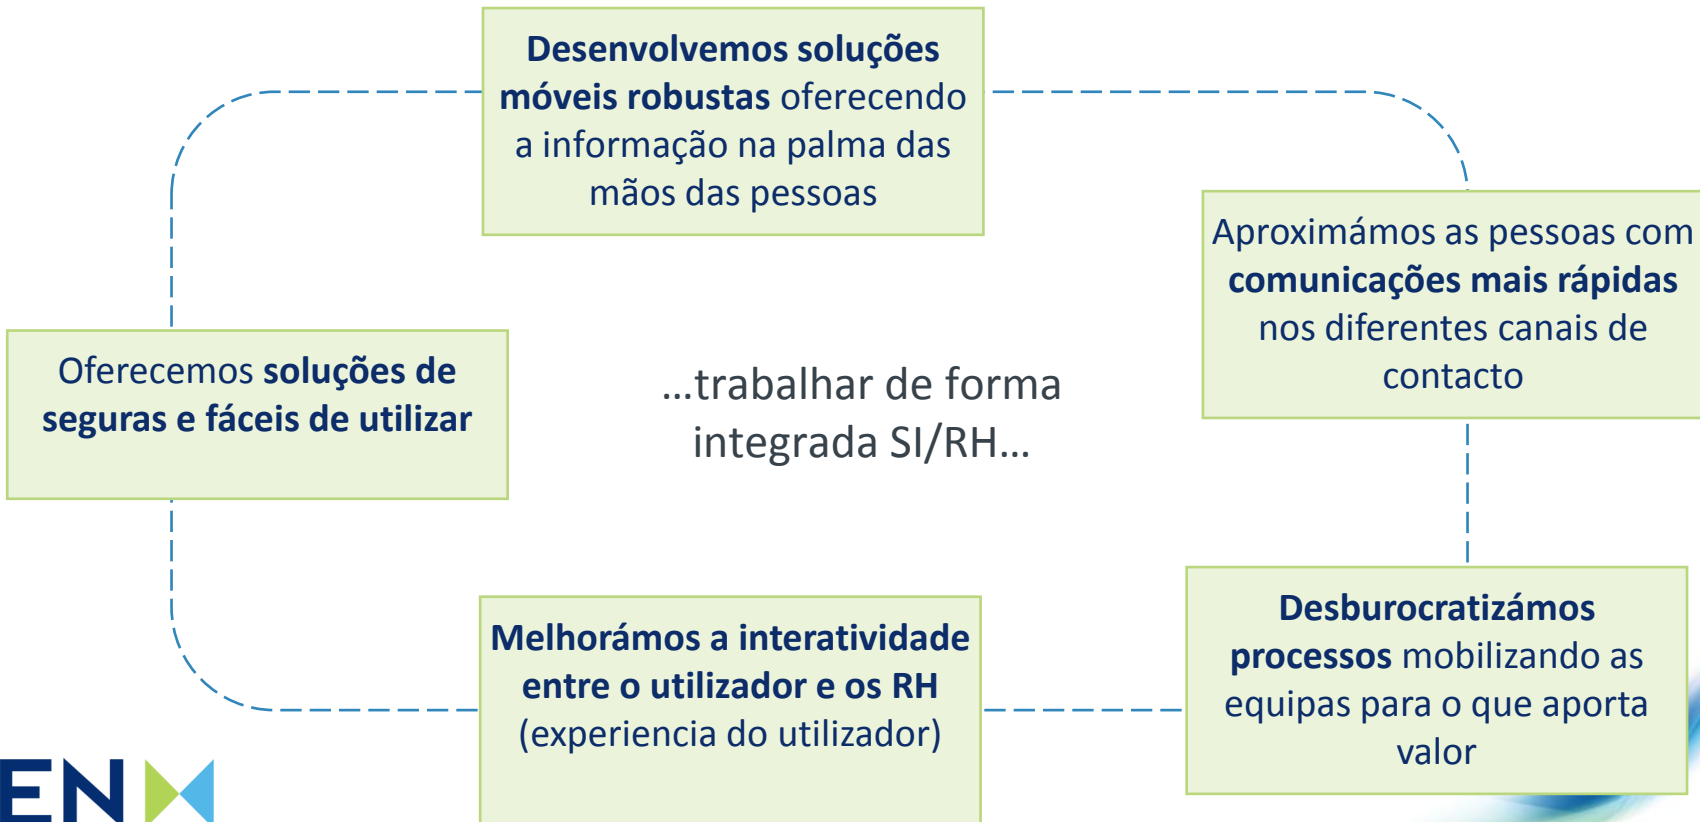 Desenvolvemos soluções
móveis robustas oferecendo
a informação na palma das
mãos das pessoas
Aproximámos as pessoas com
comunicações mais rápidas
nos diferentes canais de
contacto
Oferecemos soluções de
seguras e fáceis de utilizar
…trabalhar de forma
integrada SI/RH…
Melhorámos a interatividade
entre o utilizador e os RH
(experiencia do utilizador)
Desburocratizámos
processos mobilizando as
equipas para o que aporta
valor
EN